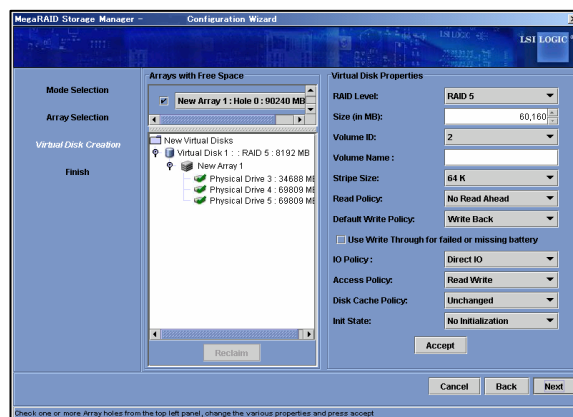 MegaRAID Storage Manager - Configuration Wizard
LSI LOGIC
LSI LOGIC
Mode Selection
Array Selection
Virtual Disk Creation
Finish
Arrays with Free Space
New Array 1 : Hole 0 : 90240 MB
New Virtual Disks
Virtual Disk 1 : : RAID 5 : 8192 MB
New Array 1
Physical Drive 3 : 34688 ME
Physical Drive 4 : 69809 ME
Physical Drive 5 : 69809 ME
Reclaim
Virtual Disk Properties
RAID Level: RAID 5
Size (in MB): 60,160
Volume ID: 2
Volume Name :
Stripe Size: 64 K
Read Policy: No Read Ahead
Default Write Policy: Write Back
Use Write Through for failed or missing battery
IO Policy : Direct IO
Access Policy: Read Write
Disk Cache Policy: Unchanged
Init State: No Initialization
Accept
Cancel Back Next
Check one or more Array holes from the top left panel, change the various properties and press accept